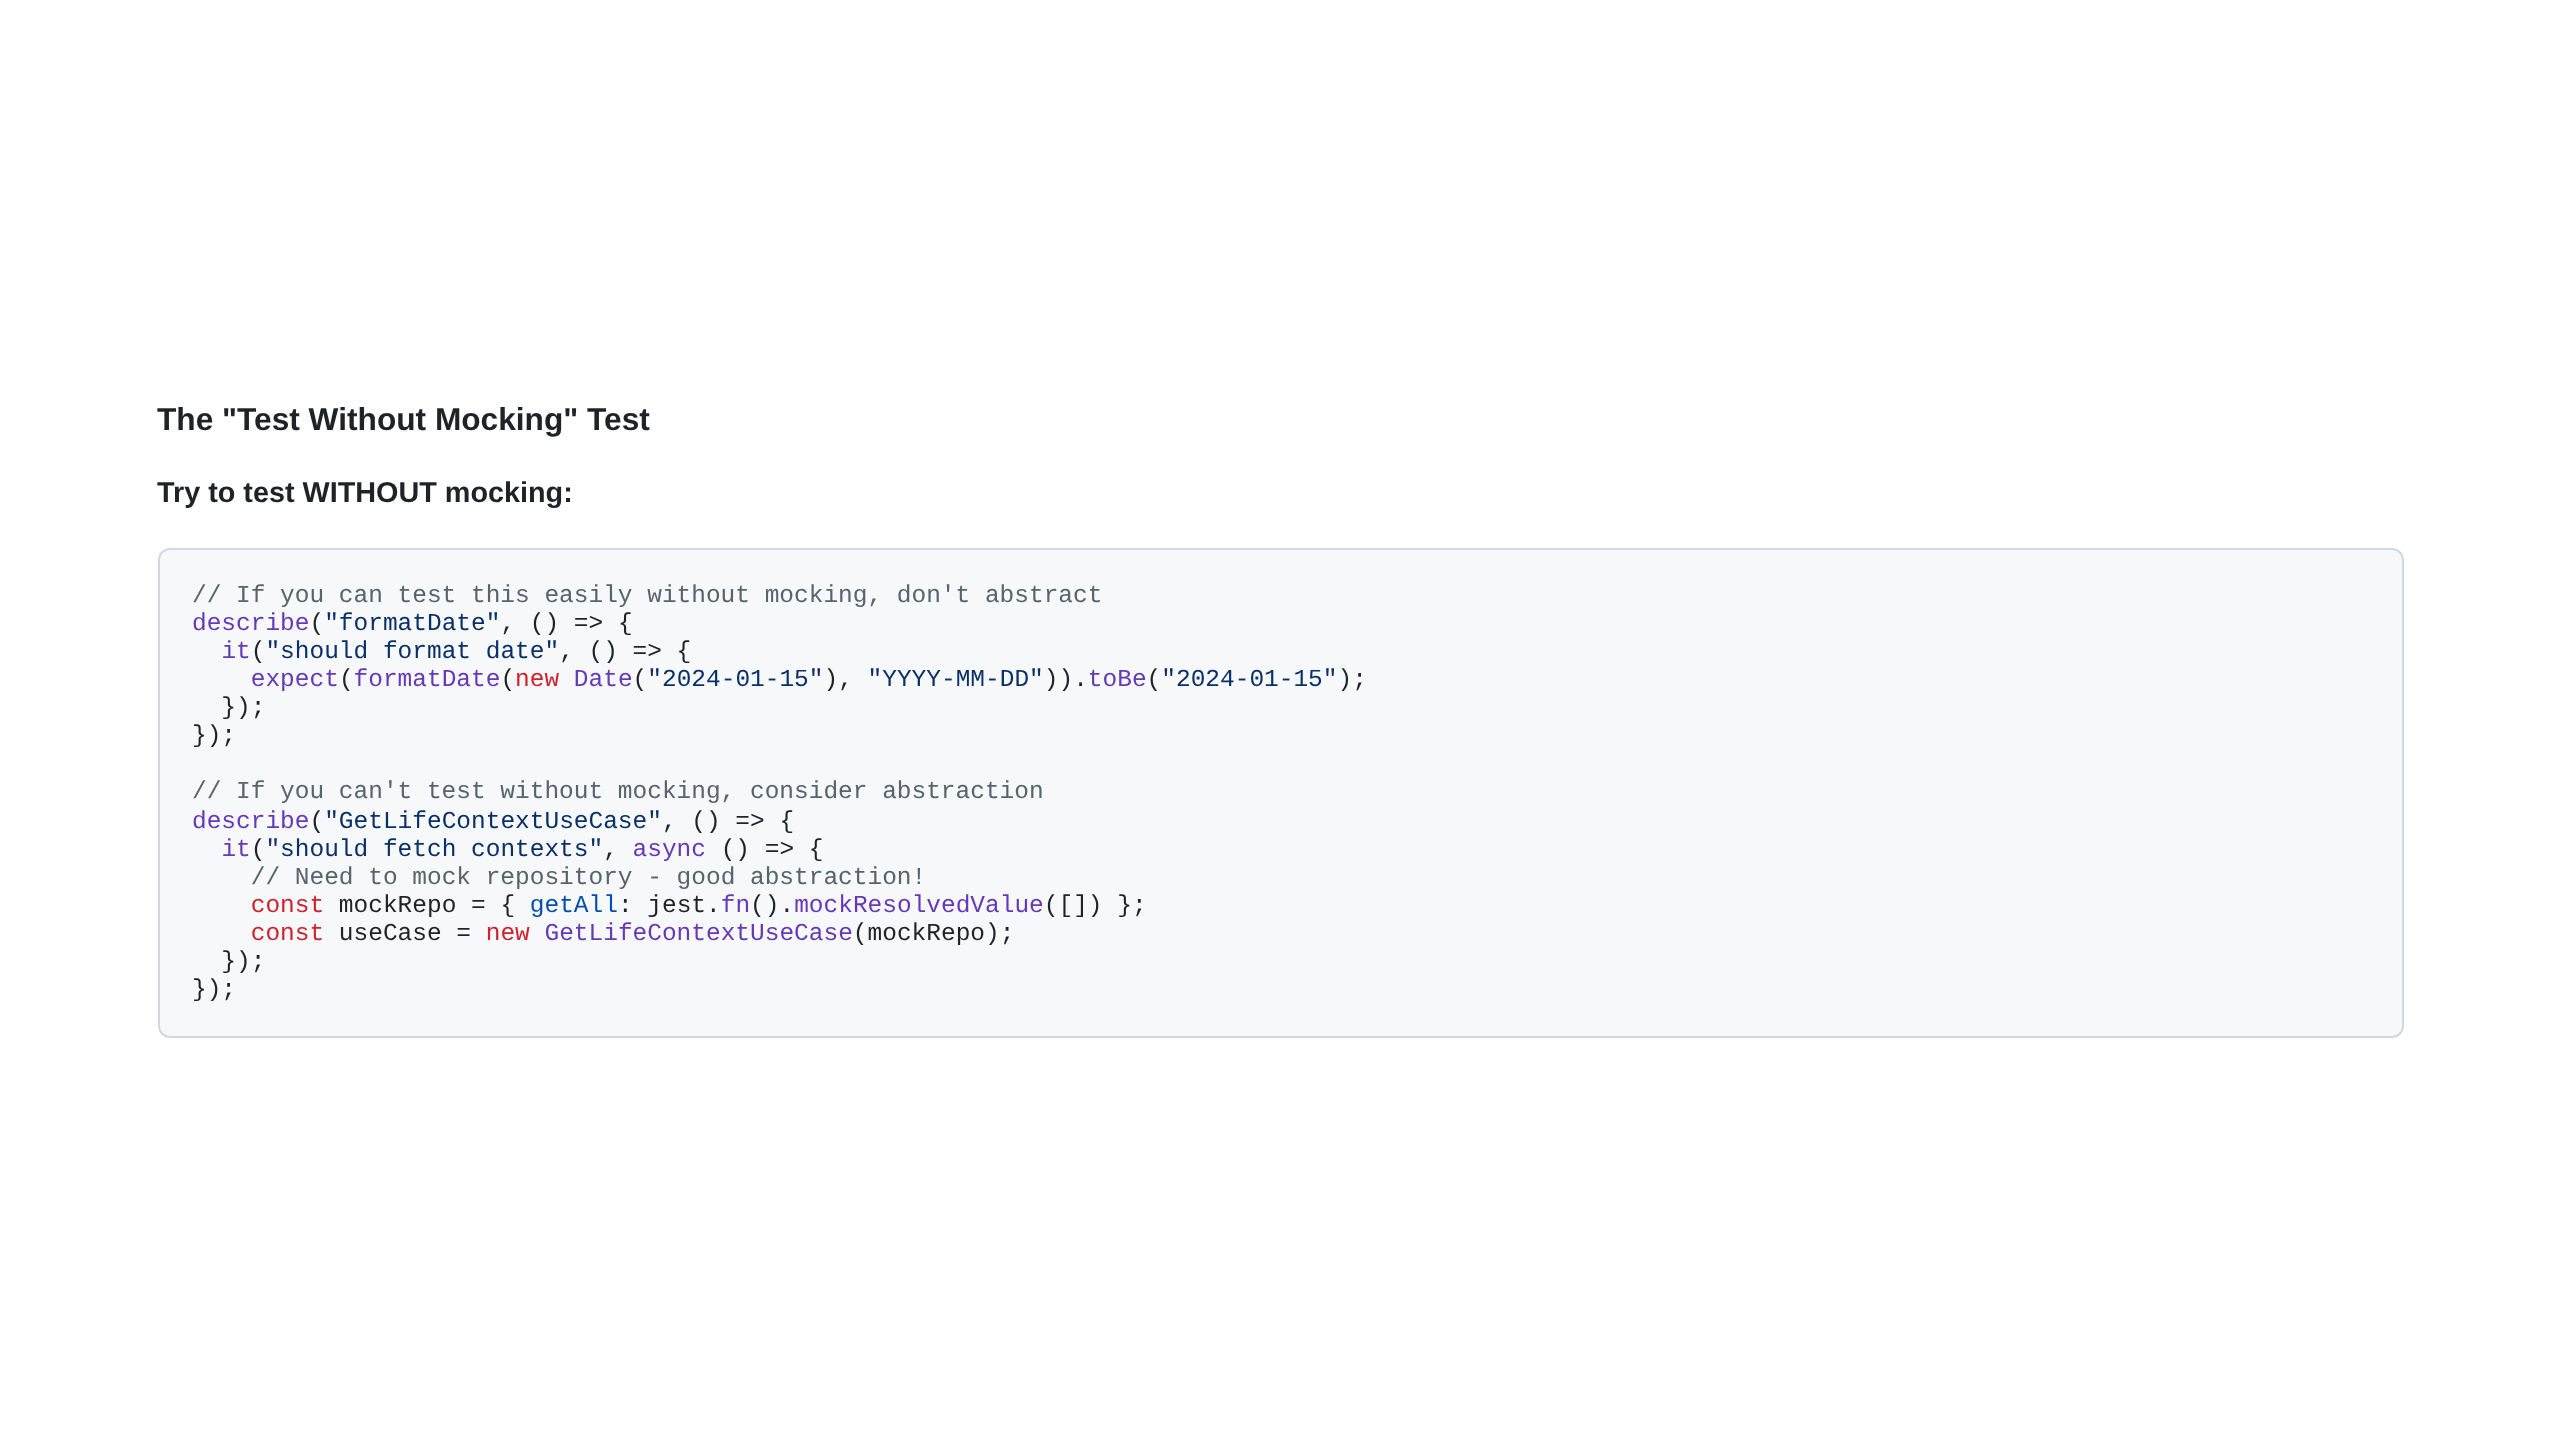 The "Test Without Mocking" Test
Try to test WITHOUT mocking:
// If you can test this easily without mocking, don't abstract
describe("formatDate", () => {
  it("should format date", () => {
    expect(formatDate(new Date("2024-01-15"), "YYYY-MM-DD")).toBe("2024-01-15");
  });
});

// If you can't test without mocking, consider abstraction
describe("GetLifeContextUseCase", () => {
  it("should fetch contexts", async () => {
    // Need to mock repository - good abstraction!
    const mockRepo = { getAll: jest.fn().mockResolvedValue([]) };
    const useCase = new GetLifeContextUseCase(mockRepo);
  });
});